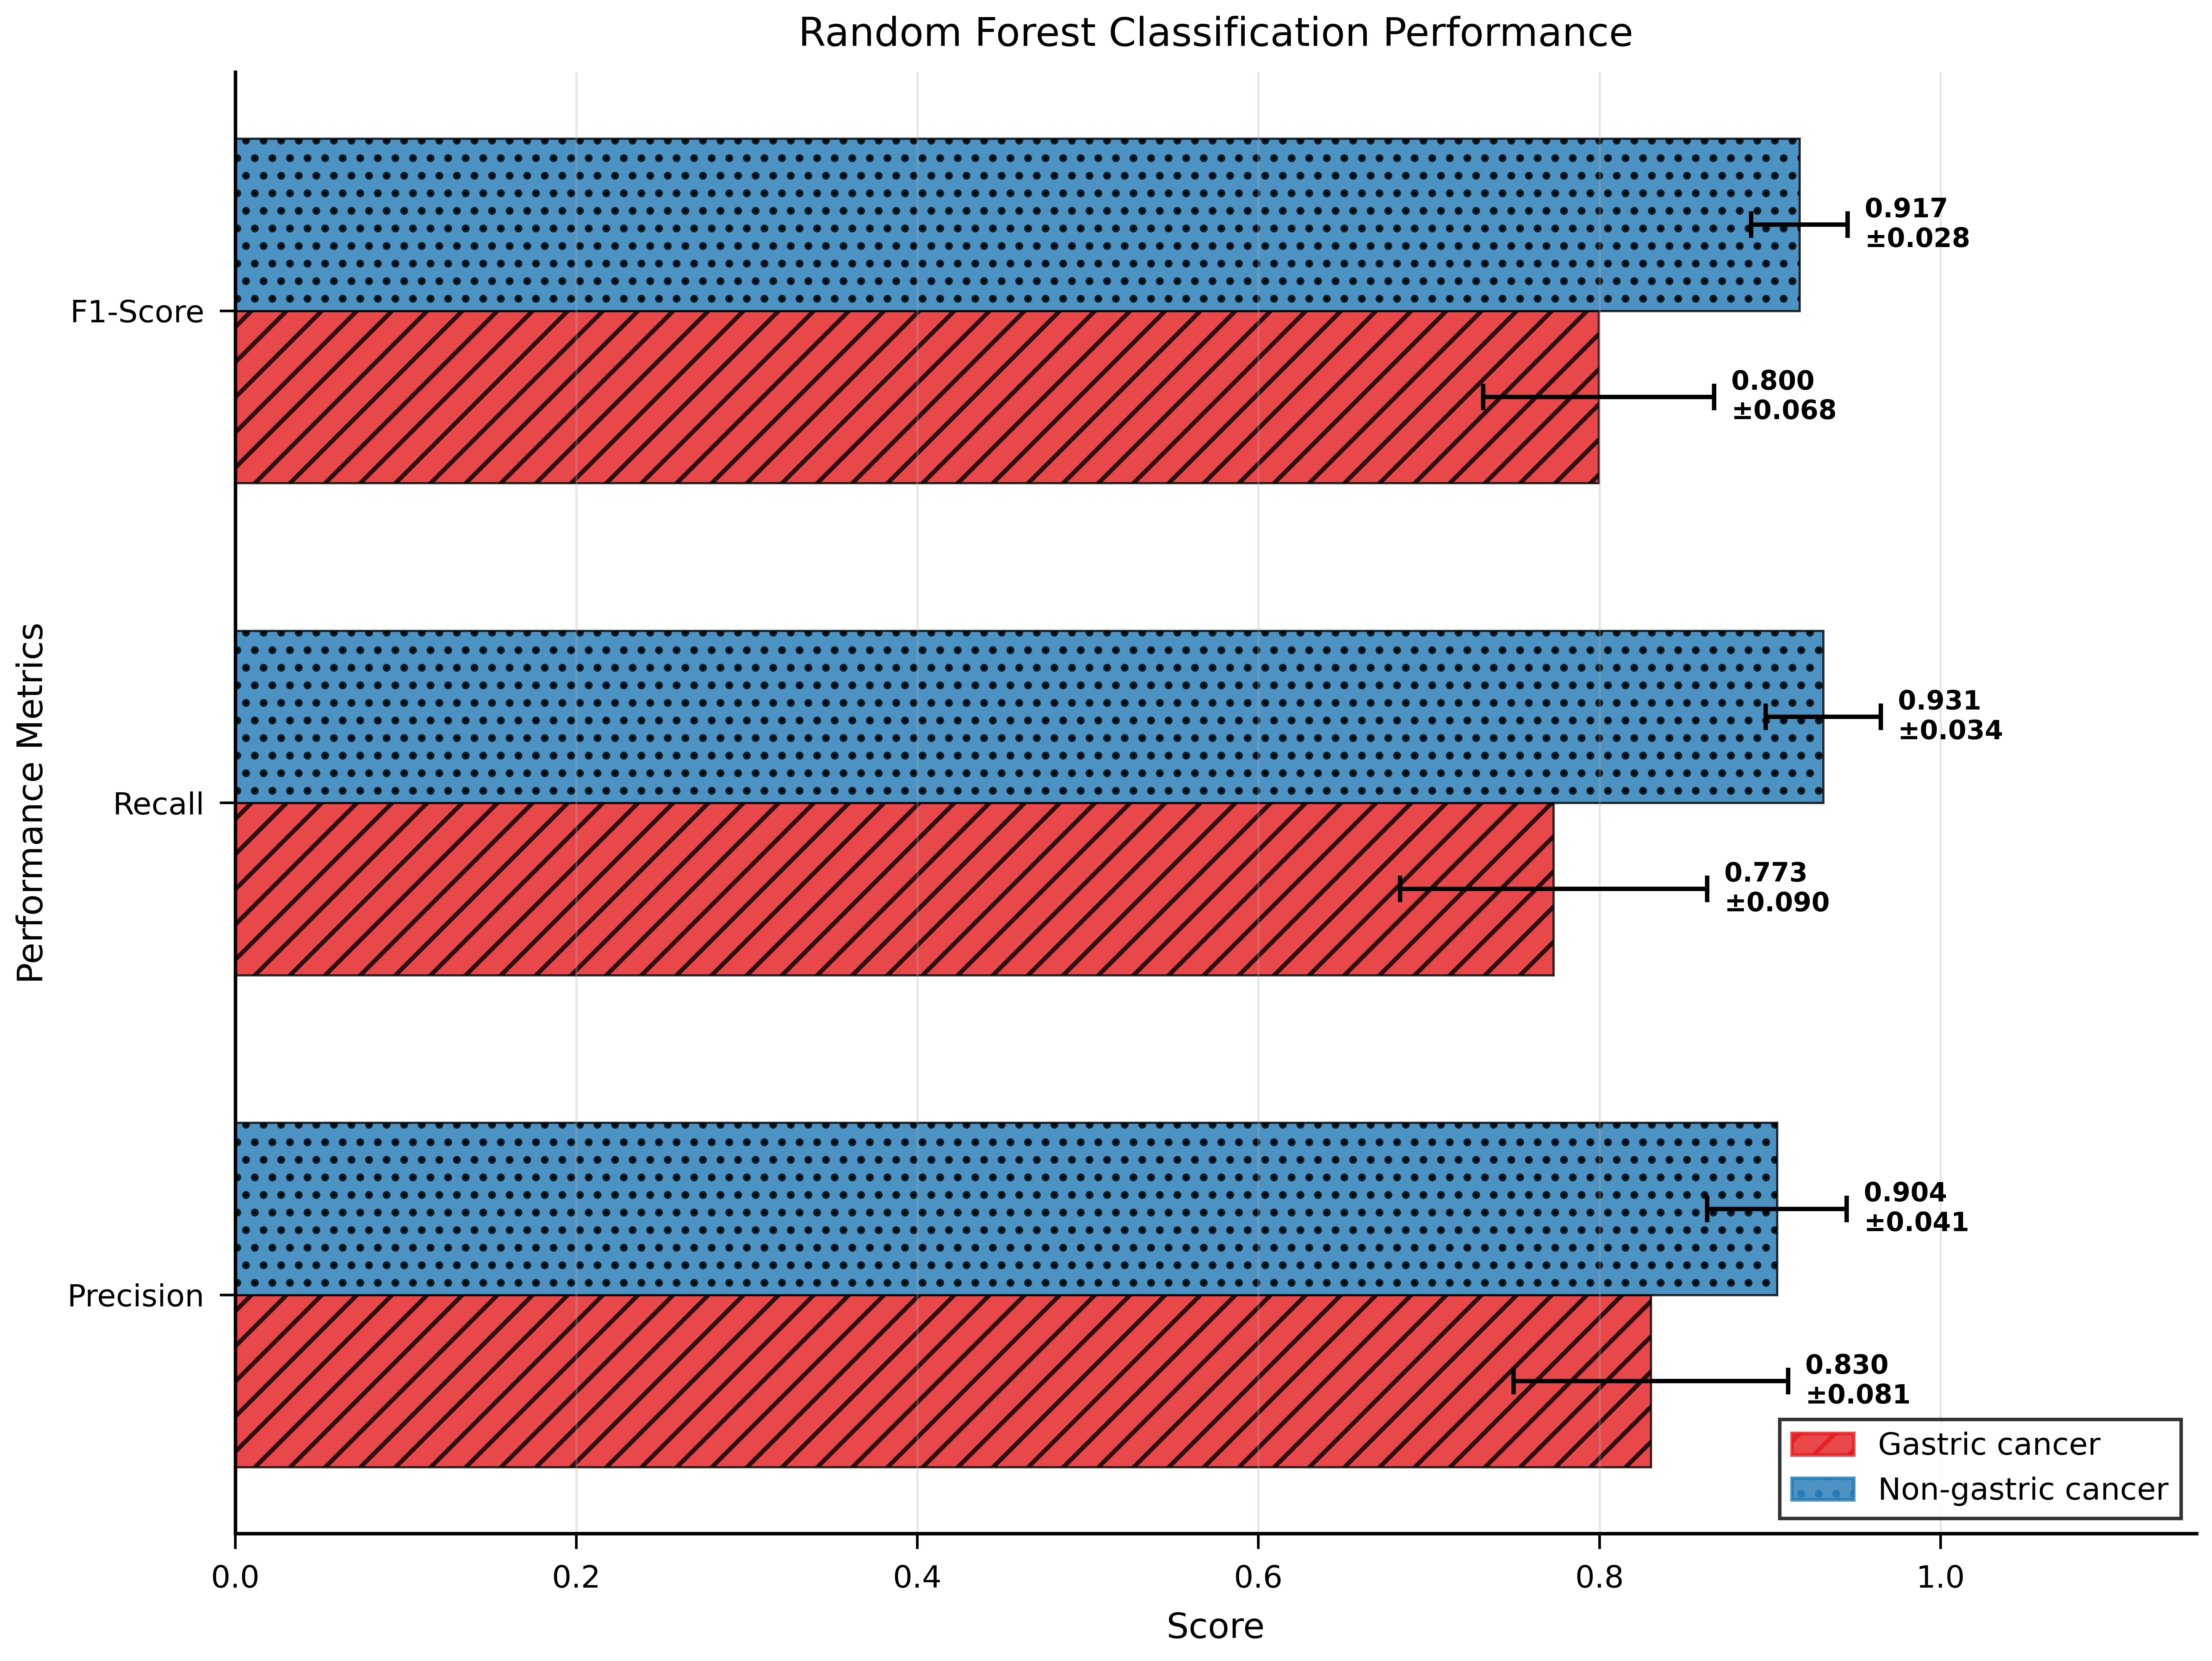 Random Forest Classification Performance
0.917
±0.028
F1-Score
0.800
±0.068
Performance Metrics
0.931
±0.034
Recall
0.773
±0.090
0.904
±0.041
Precision
0.830
±0.081
Gastric cancer
Non-gastric cancer
0.0 0.2 0.4 0.6 0.8 1.0
Score